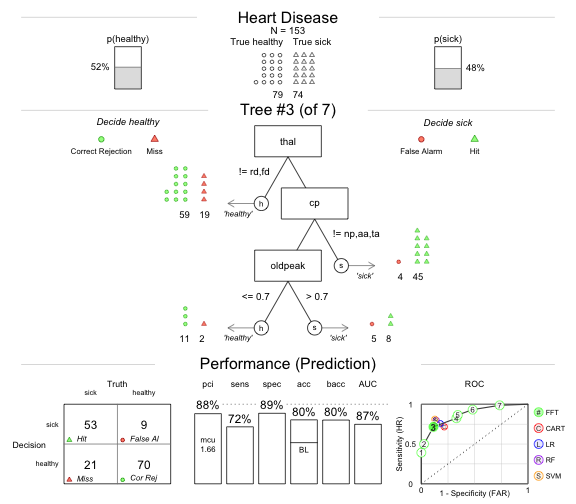 Heart Disease
N = 153
p(healthy)
True healthy True sick
p(sick)
52%
48%
79 74
Tree #3 (of 7)
Decide healthy
Decide sick
Correct Rejection Miss
False Alarm Hit
thal
!= rd,fd
h
'healthy'
59 19
cp
!= np,aa,ta
s
'sick'
4 45
oldpeak
<= 0.7 > 0.7
h
'healthy'
s
'sick'
11 2
5 8
Performance (Prediction)
Truth
sick healthy
Decision
sick
53
Hit
9
False Al
healthy
21
Miss
70
Cor Rej
pci sens spec acc bacc AUC
88% 72% 89% 80% 80% 87%
mcu
1.66
BL
ROC
Sensitivity (HR)
1
0.5
0
0 1
1 - Specificity (FAR)
1
2
3
4
5
6
7
# FFT
C CART
L LR
R RF
S SVM